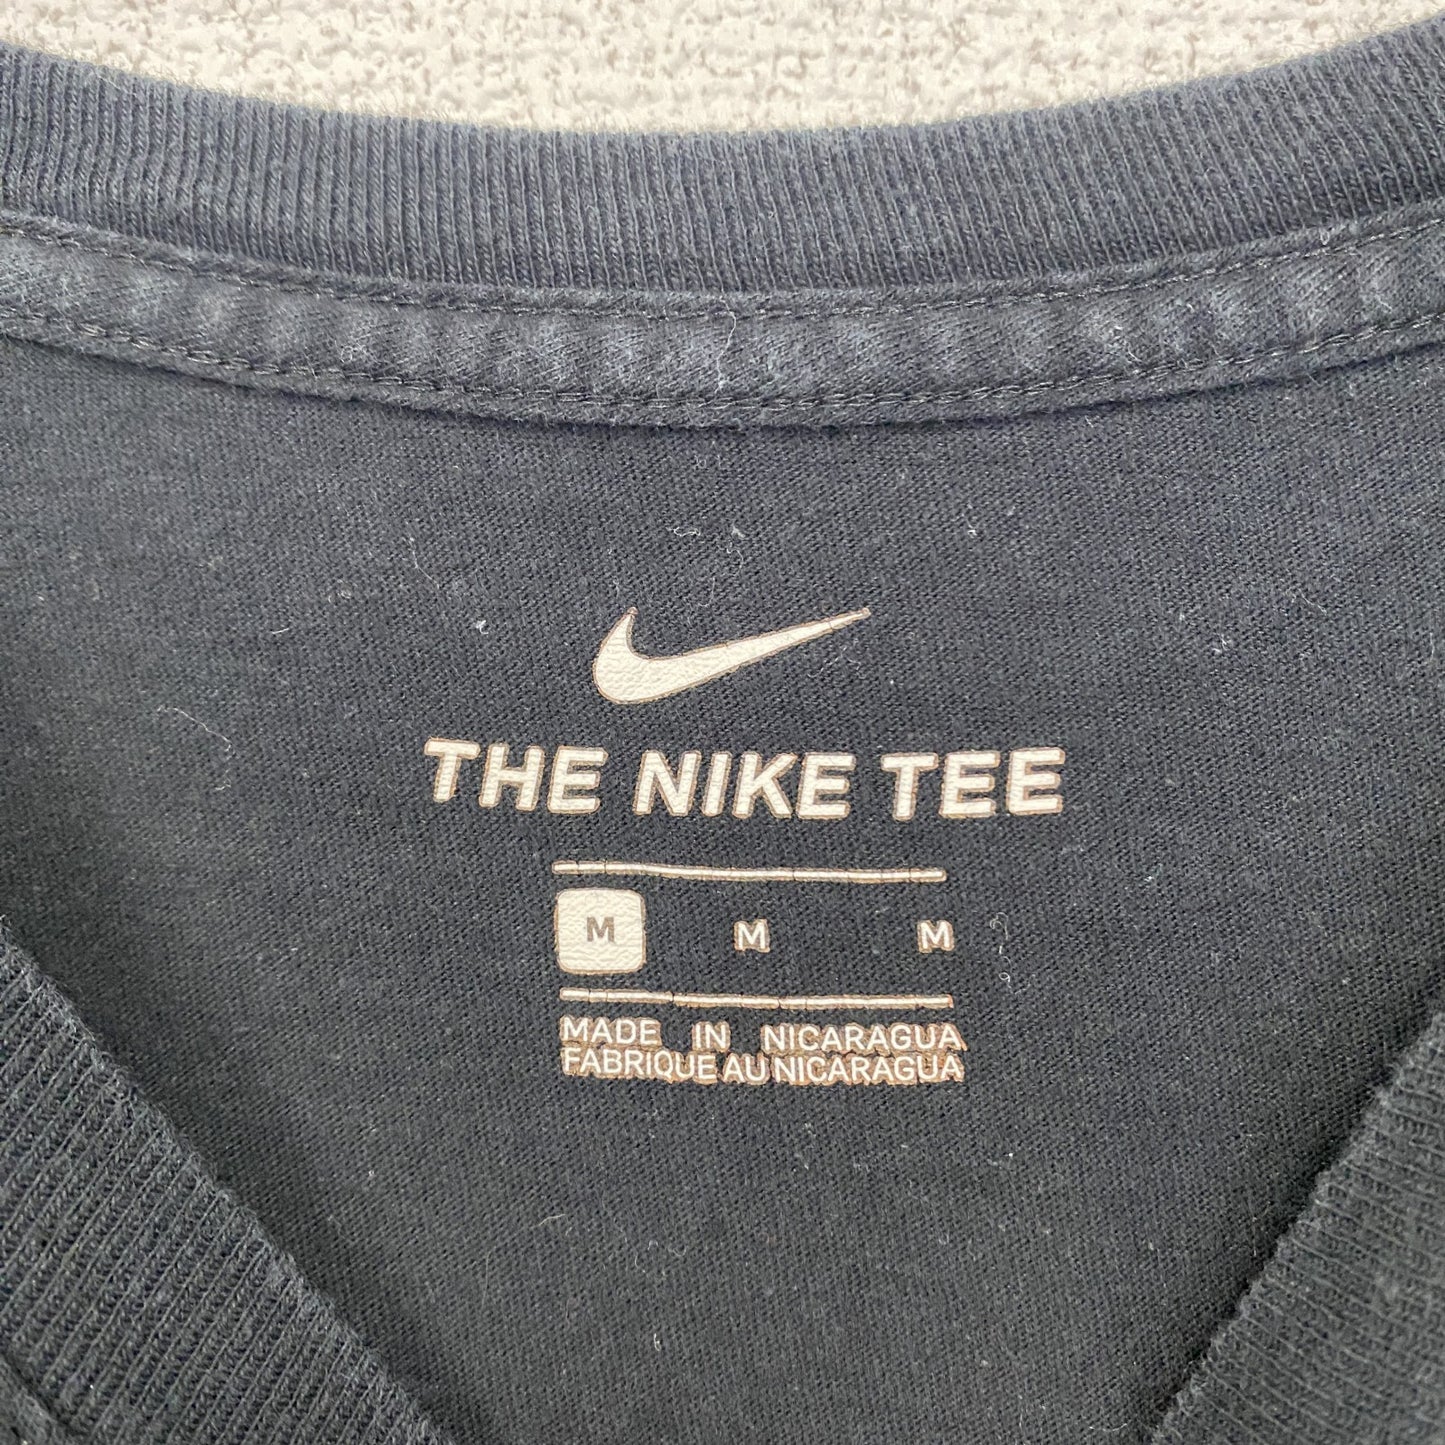 THE NIKE TEE
M M M
MADE IN NICARAGUA
FABRIQUE AU NICARAGUA